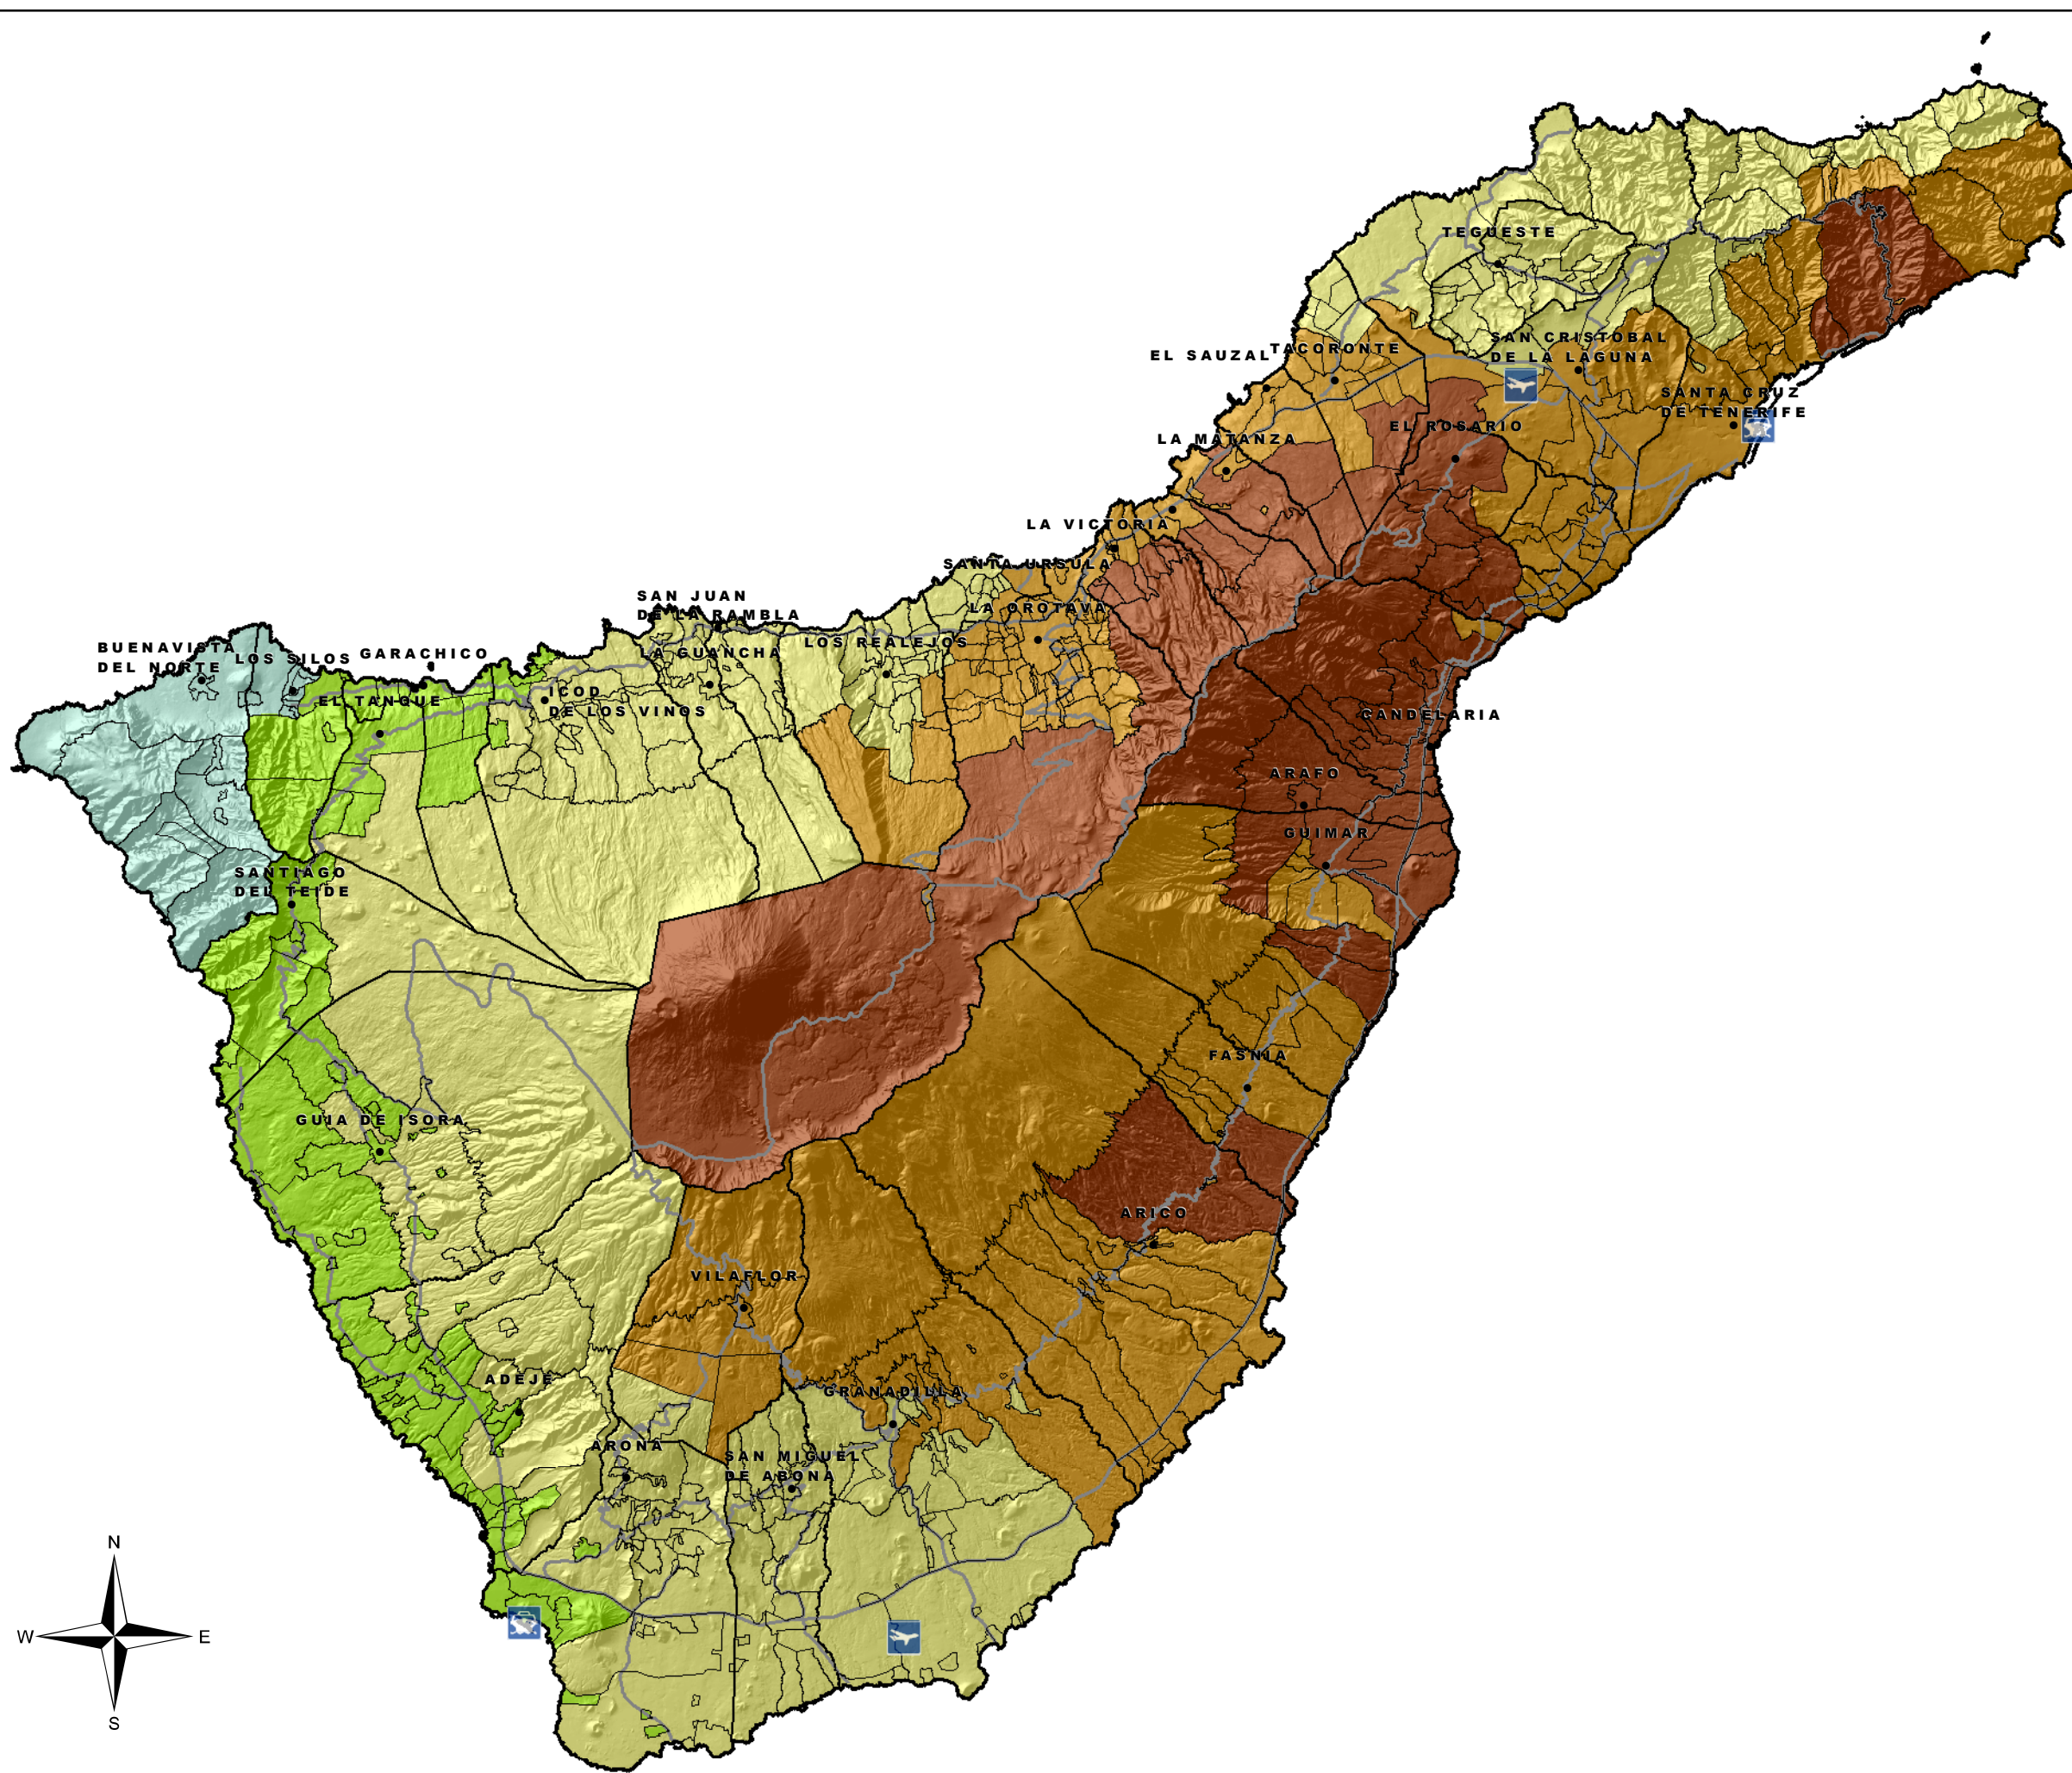 TEGUESTE
SAN CRISTOBAL
DE LA LAGUNA
EL SAUZAL
TACORONTE
SANTA CRUZ
DE TENERIFE
EL ROSARIO
LA MATANZA
LA VICTORIA
SANTA URSULA
SAN JUAN
DE LA RAMBLA
LA OROTAVA
LOS REALEJOS
BUENAVISTA
DEL NORTE
LOS SILOS
GARACHICO
LA GUANCHA
EL TANQUE
ICOD
DE LOS VINOS
CANDELARIA
ARAFO
GUIMAR
SANTIAGO
DEL TEIDE
FASNIA
GUIA DE ISORA
ARICO
VILAFLOR
ADEJE
GRANADILLA
ARONA
SAN MIGUEL
DE ABONA
N
W
E
S